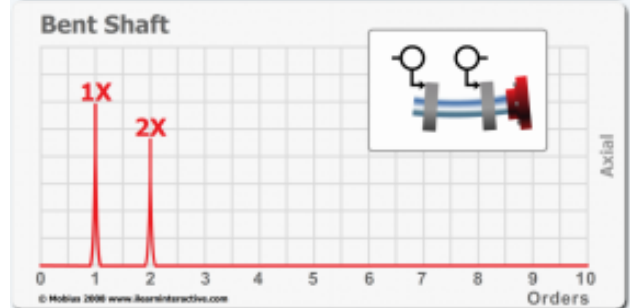 Bent Shaft
1X
2X
Axial
0 1 2 3 4 5 6 7 8 9 10
© Mobius 2008 www.ilearninteractive.com
Orders